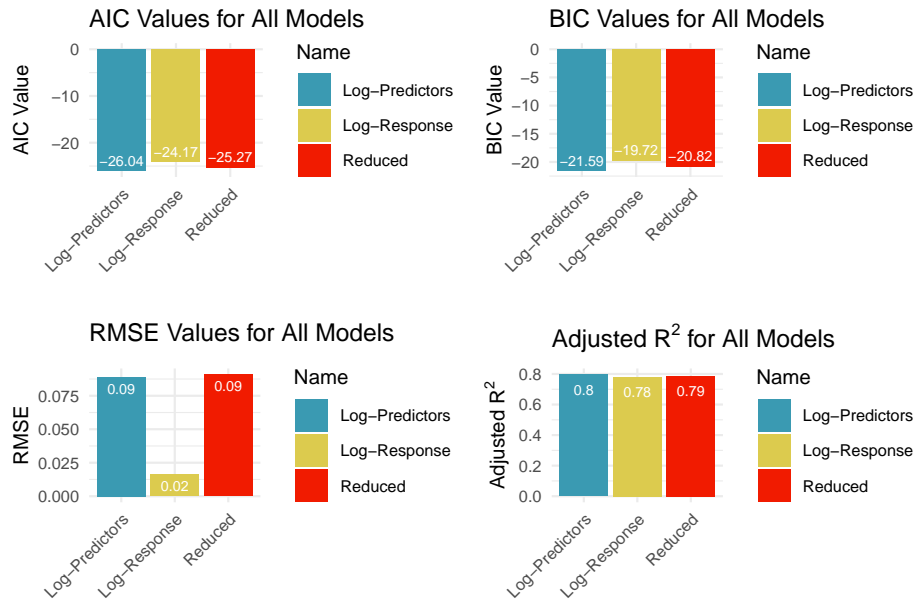 AIC Values for All Models
AIC Value
0
−10
−20
−26.04
−24.17
−25.27
Log−Predictors
Log−Response
Reduced
Name
Log−Predictors
Log−Response
Reduced
BIC Values for All Models
BIC Value
0
−5
−10
−15
−20
−21.59
−19.72
−20.82
Log−Predictors
Log−Response
Reduced
Name
Log−Predictors
Log−Response
Reduced
RMSE Values for All Models
RMSE
0.075
0.050
0.025
0.000
0.09
0.02
0.09
Log−Predictors
Log−Response
Reduced
Name
Log−Predictors
Log−Response
Reduced
Adjusted R² for All Models
Adjusted R²
0.8
0.6
0.4
0.2
0.0
0.8
0.78
0.79
Log−Predictors
Log−Response
Reduced
Name
Log−Predictors
Log−Response
Reduced